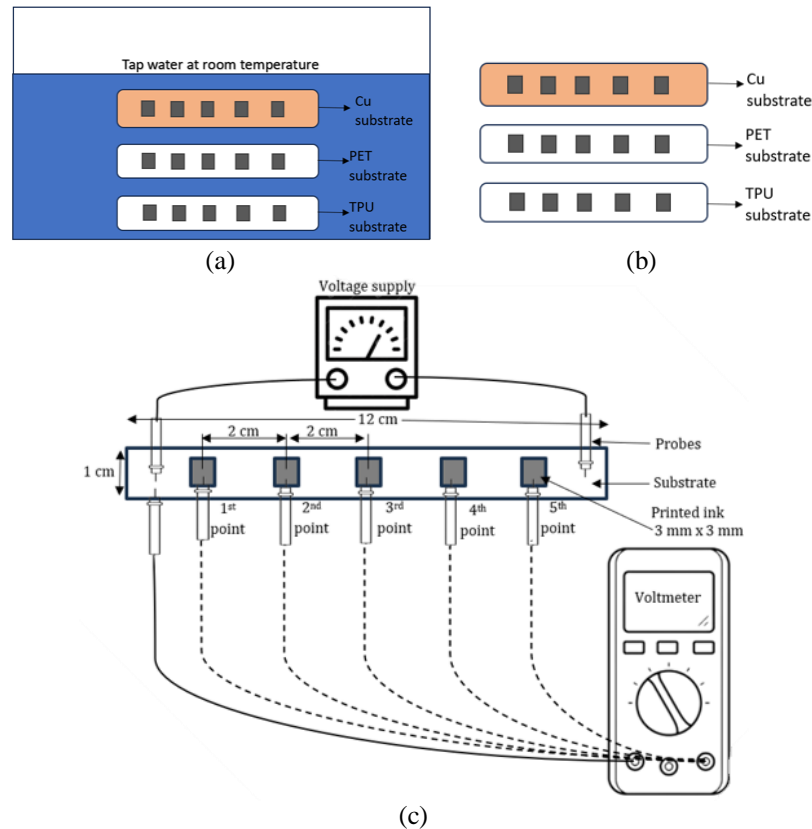 Tap water at room temperature
Cu
substrate
PET
substrate
TPU
substrate
(a)
Cu
substrate
PET
substrate
TPU
substrate
(b)
Voltage supply
12 cm
2 cm
2 cm
Probes
1 cm
Substrate
1st
point
2nd
point
3rd
point
4th
point
5th
point
Printed ink
3 mm x 3 mm
Voltmeter
(c)